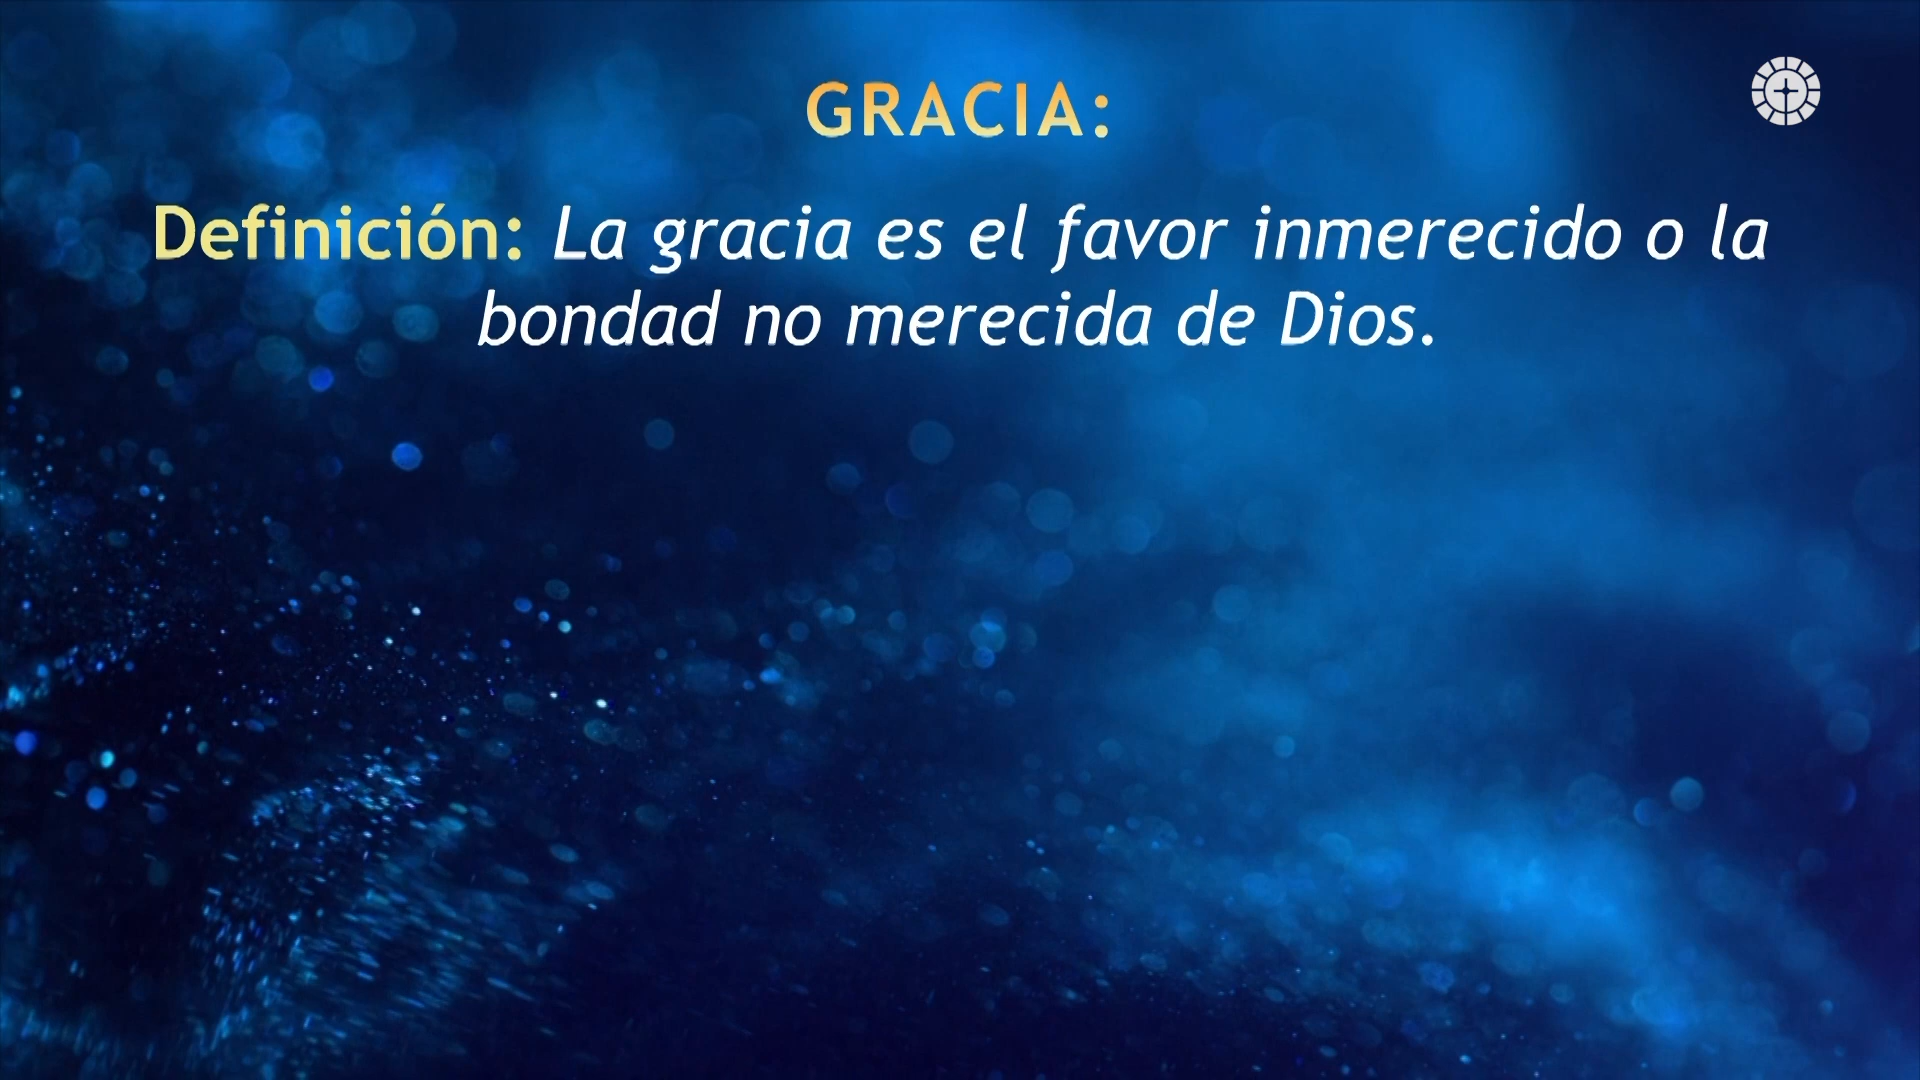 GRACIA:
Definición: La gracia es el favor inmerecido o la
bondad no merecida de Dios.